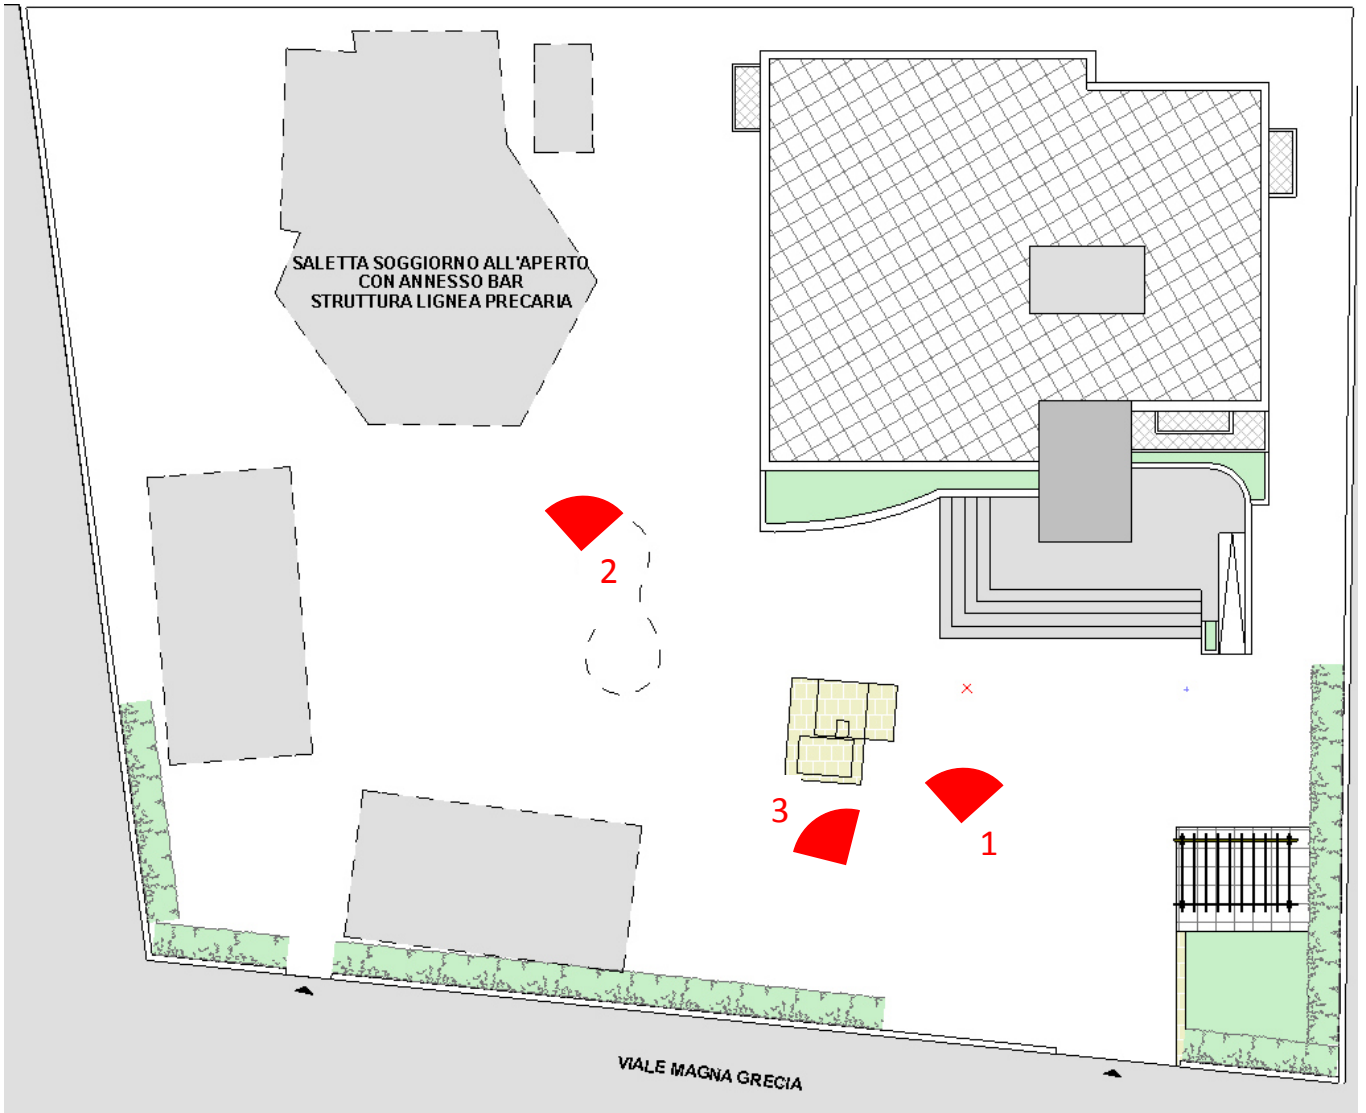 SALETTA SOGGIORNO ALL'APERTO
CON ANNESSO BAR
STRUTTURA LIGNEA PRECARIA
2
3
1
VIALE MAGNA GRECIA